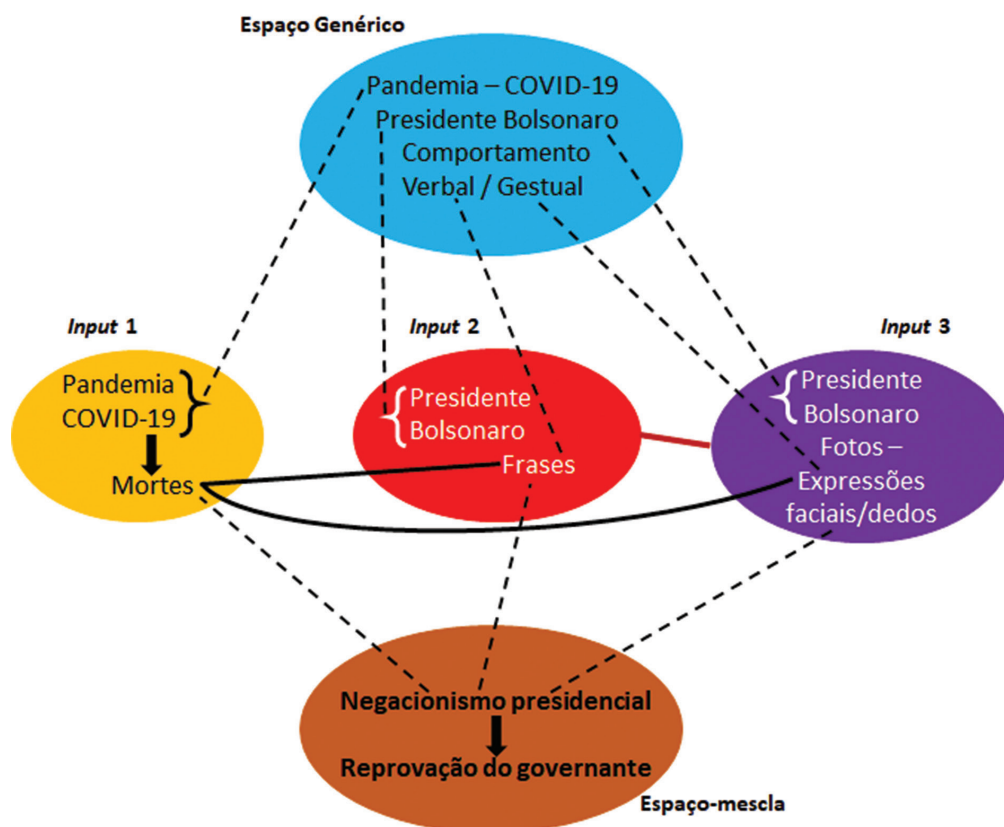 Espaço Genérico
Pandemia – COVID-19
Presidente Bolsonaro
Comportamento
Verbal / Gestual
Input 1
Pandemia
COVID-19
Mortes
Input 2
Presidente
Bolsonaro
Frases
Input 3
Presidente
Bolsonaro
Fotos –
Expressões
faciais/dedos
Negacionismo presidencial
Reprovação do governante
Espaço-mescla